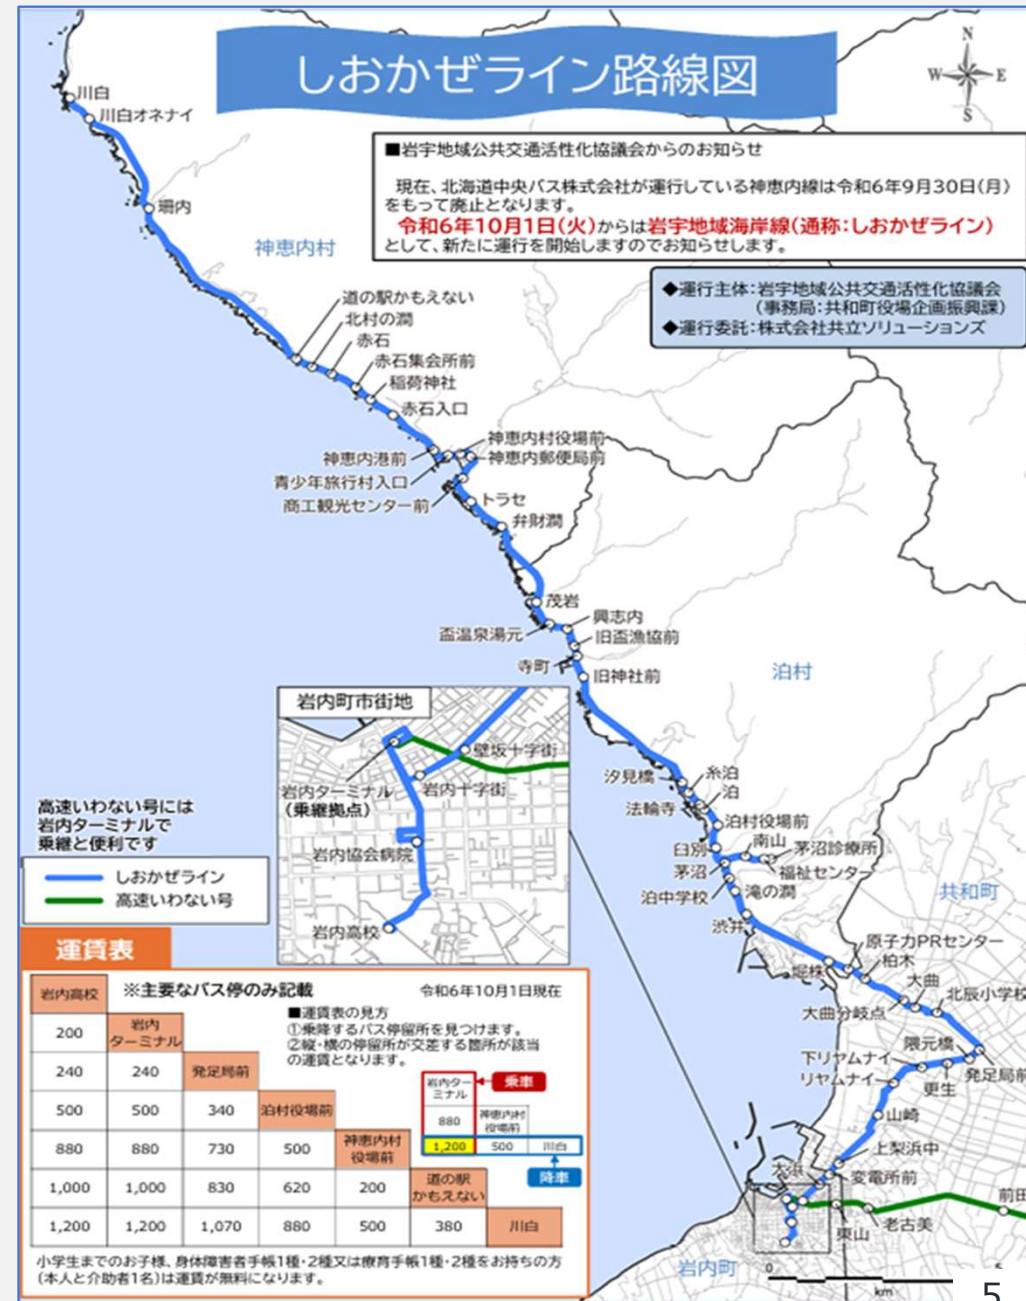 しおかぜライン路線図
N
W E
S
■岩宇地域公共交通活性化協議会からのお知らせ
現在、北海道中央バス株式会社が運行している神恵内線は令和6年9月30日(月)
をもって廃止となります。
令和6年10月1日(火)からは岩宇地域海岸線(通称:しおかぜライン)
として、新たに運行を開始しますのでお知らせします。
◆運行主体:岩宇地域公共交通活性化協議会
(事務局:共和町役場企画振興課)
◆運行委託:株式会社共立ソリューションズ
川白
川白オネナイ
珊内
神恵内村
道の駅かもえない
北村の澗
赤石
赤石集会所前
稲荷神社
赤石入口
神恵内村役場前
神恵内港前
神恵内郵便局前
青少年旅行村入口
商工観光センター前
トラセ
弁財澗
茂岩
興志内
盃温泉湯元
旧盃漁協前
寺町
旧神社前
泊村
汐見橋
糸泊
泊
法輪寺
泊村役場前
南山
臼別
茅沼診療所
茅沼
福祉センター
泊中学校
滝の澗
渋井
共和町
原子力PRセンター
堀株
柏木
大曲
北辰小学校
大曲分岐点
隈元橋
下リヤムナイ
発足局前
リヤムナイ
更生
山崎
上梨浜中
大浜
変電所前
前田
東山
老古美
岩内町
0
km
岩内町市街地
壁坂十字街
岩内ターミナル
(乗継拠点)
岩内十字街
岩内協会病院
岩内高校
高速いわない号には
岩内ターミナルで
乗継と便利です
しおかぜライン
高速いわない号
運賃表
岩内高校
※主要なバス停のみ記載
令和6年10月1日現在
■運賃表の見方
①乗降するバス停留所を見つけます。
②縦・横の停留所が交差する箇所が該当
の運賃となります。
200 岩内
ターミナル
240 240 発足局前
500 500 340 泊村役場前
880 880 730 500 神恵内村
役場前
1,000 1,000 830 620 200 道の駅
かもえない
1,200 1,200 1,070 880 500 380 川白
岩内ター
ミナル
乗車
880 神恵内村
役場前
1,200 500 川白
降車
小学生までのお子様、身体障害者手帳1種・2種又は療育手帳1種・2種をお持ちの方
(本人と介助者1名)は運賃が無料になります。
5